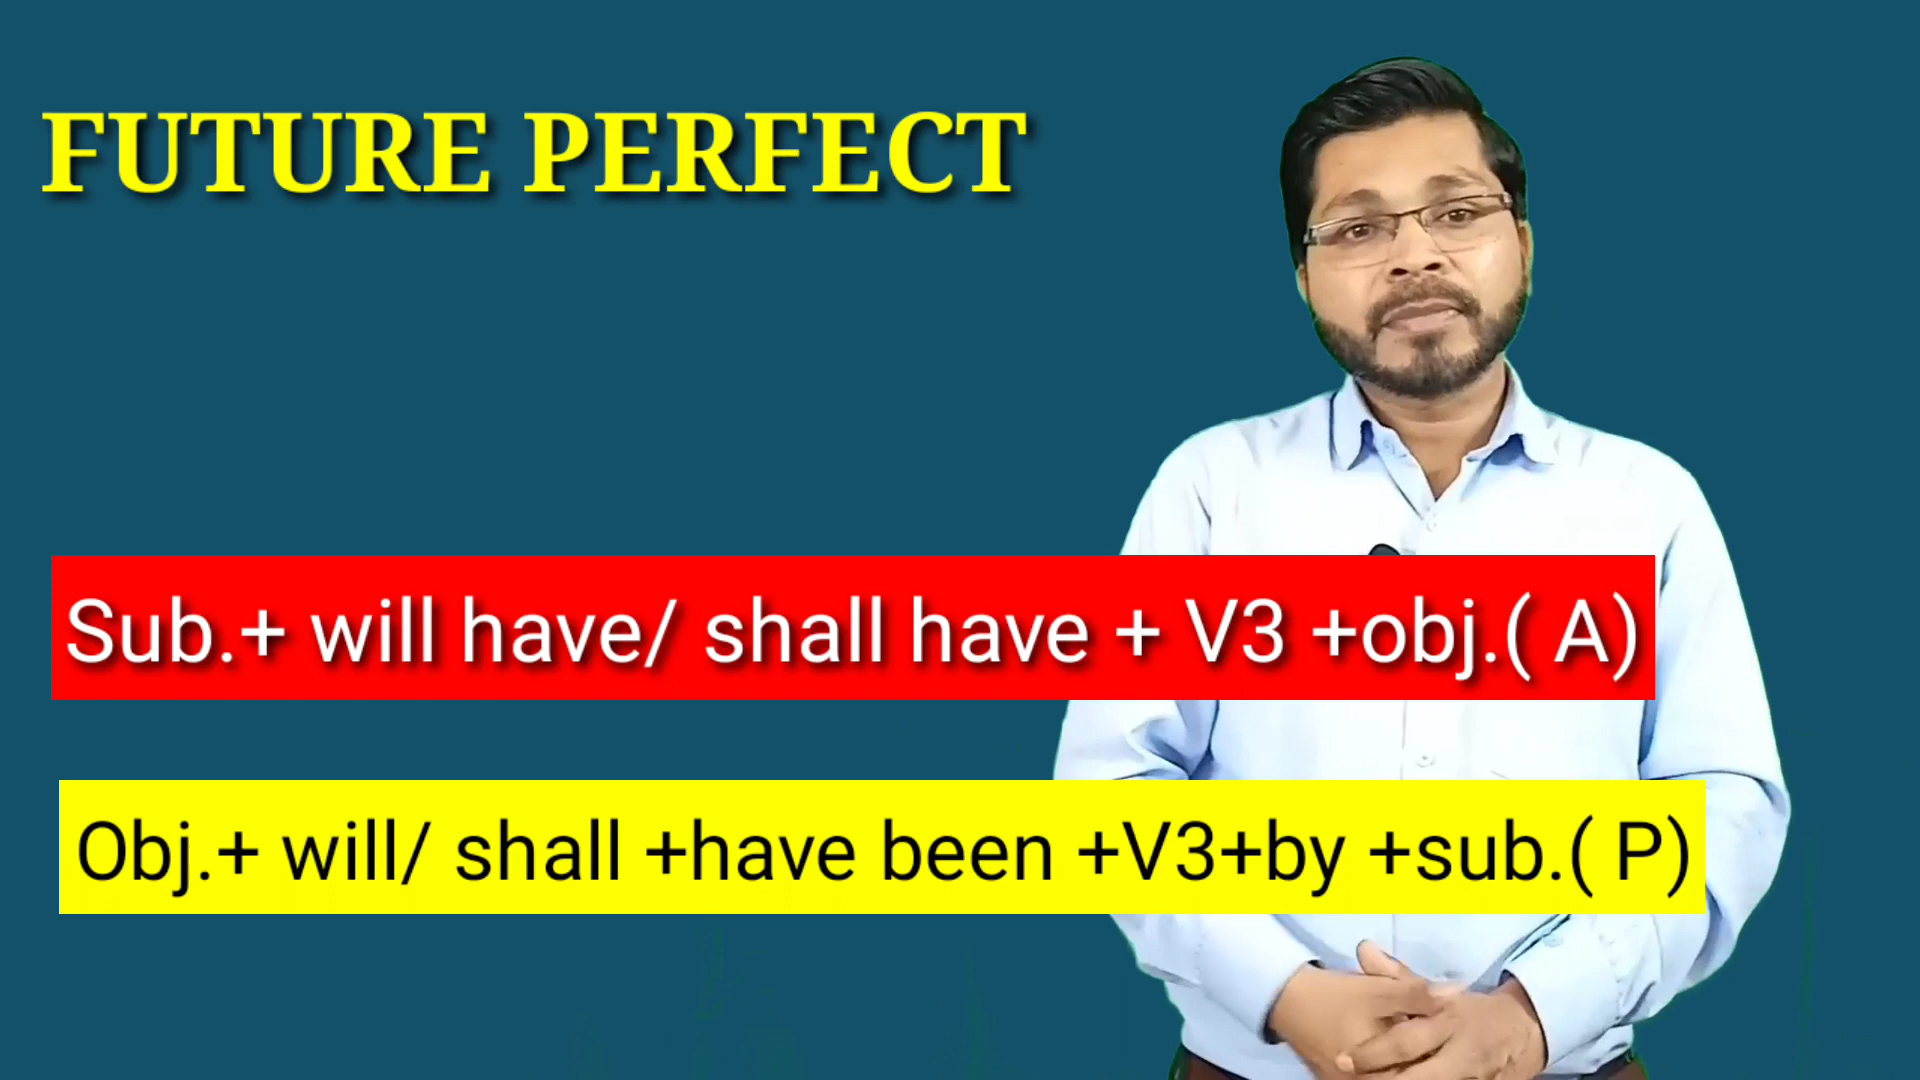 FUTURE PERFECT
Sub.+ will have/ shall have + V3 +obj.( A)
Obj.+ will/ shall +have been +V3+by +sub.( P)